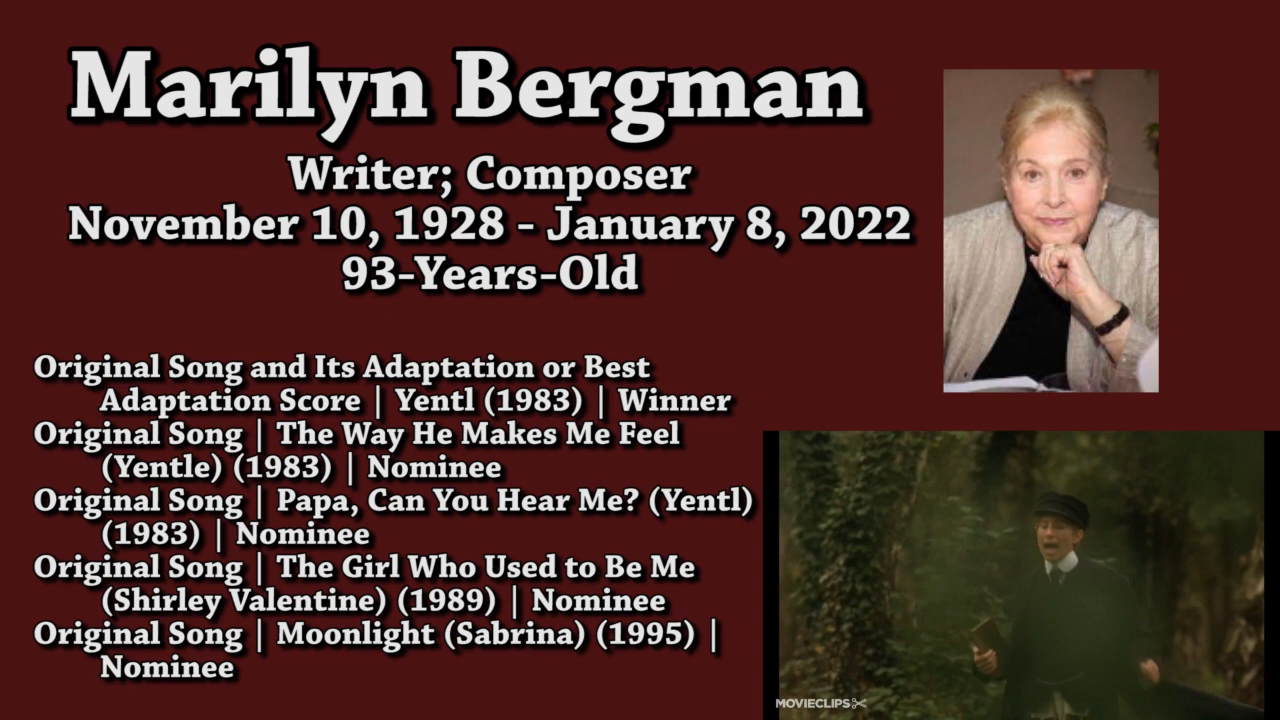 Marilyn Bergman
Writer; Composer
November 10, 1928 - January 8, 2022
93-Years-Old
Original Song and Its Adaptation or Best
Adaptation Score | Yentl (1983) | Winner
Original Song | The Way He Makes Me Feel
(Yentle) (1983) | Nominee
Original Song | Papa, Can You Hear Me? (Yentl)
(1983) | Nominee
Original Song | The Girl Who Used to Be Me
(Shirley Valentine) (1989) | Nominee
Original Song | Moonlight (Sabrina) (1995) |
Nominee
MOVIECLIPS